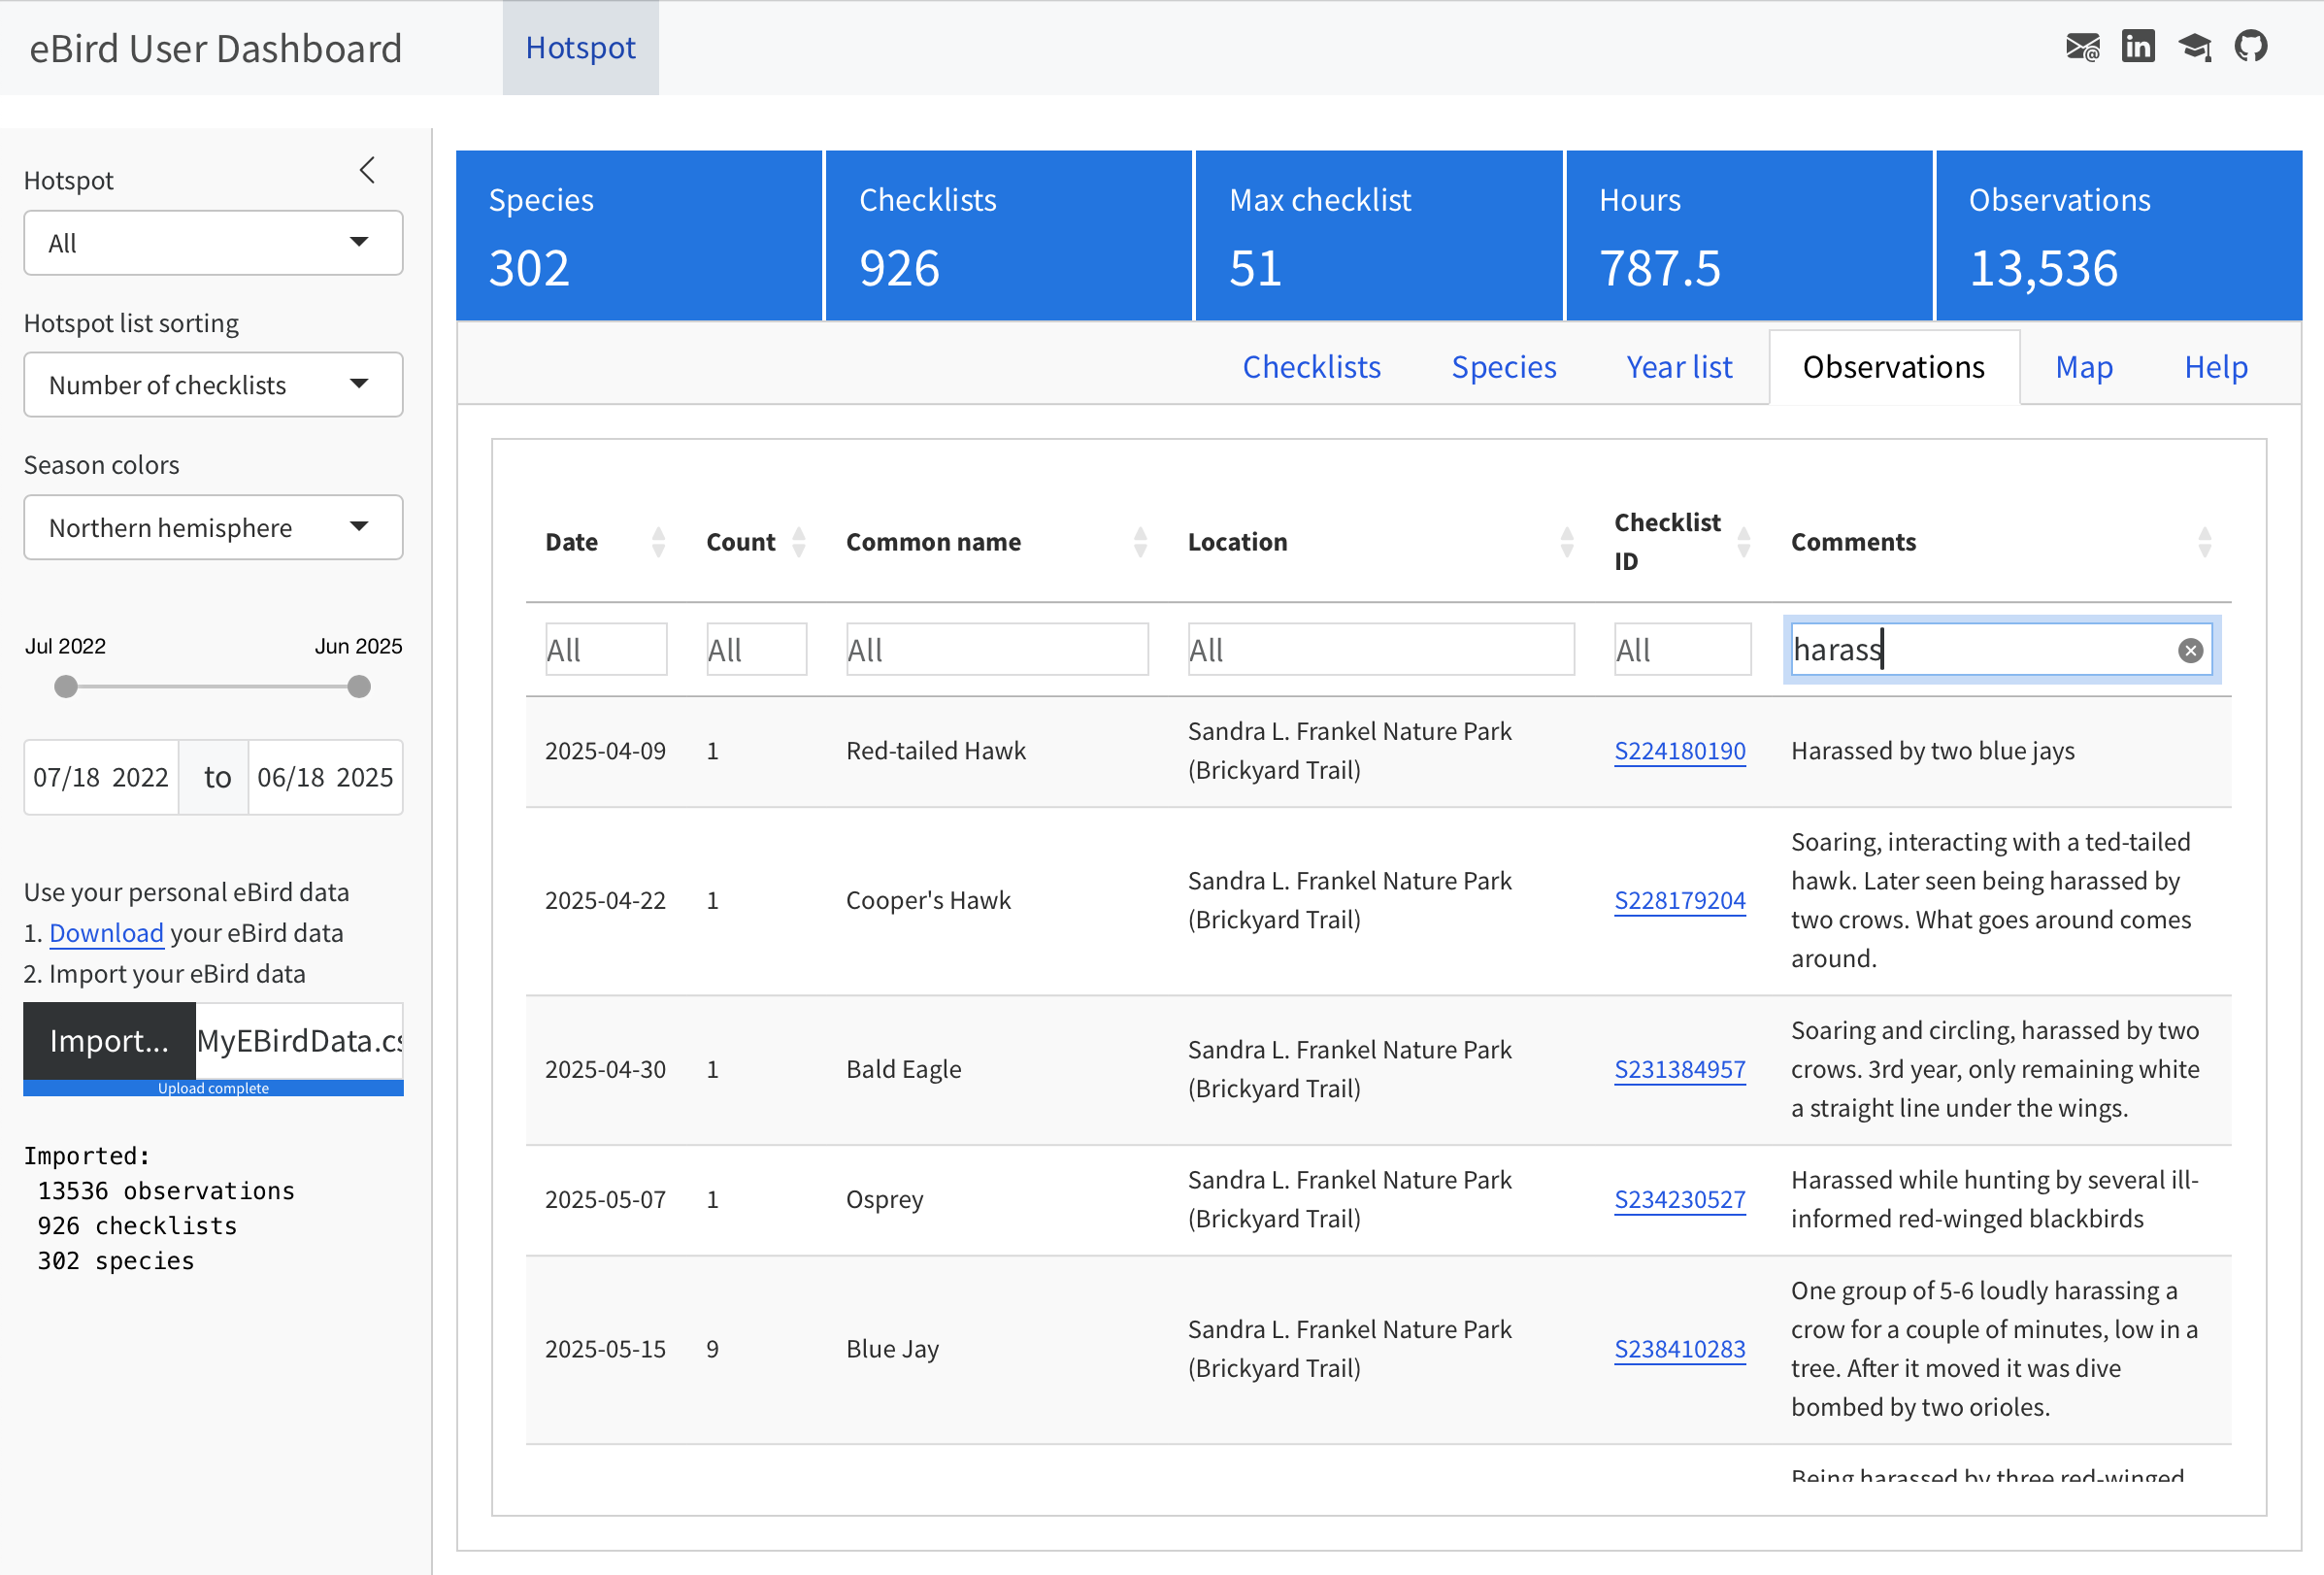 eBird User Dashboard
Hotspot
Hotspot
All
Hotspot list sorting
Number of checklists
Season colors
Northern hemisphere
Jul 2022
Jun 2025
07/18 2022 to 06/18 2025
Use your personal eBird data
1. Download your eBird data
2. Import your eBird data
Import... MyEBirdData.cs
Upload complete
Imported:
13536 observations
926 checklists
302 species
Species
302
Checklists
926
Max checklist
51
Hours
787.5
Observations
13,536
Checklists Species Year list Observations Map Help
Date Count Common name Location Checklist ID Comments
All All All All All harass
2025-04-09 1 Red-tailed Hawk
Sandra L. Frankel Nature Park
(Brickyard Trail)
S224180190
Harassed by two blue jays
2025-04-22 1 Cooper's Hawk
Sandra L. Frankel Nature Park
(Brickyard Trail)
S228179204
Soaring, interacting with a ted-tailed
hawk. Later seen being harassed by
two crows. What goes around comes
around.
2025-04-30 1 Bald Eagle
Sandra L. Frankel Nature Park
(Brickyard Trail)
S231384957
Soaring and circling, harassed by two
crows. 3rd year, only remaining white
a straight line under the wings.
2025-05-07 1 Osprey
Sandra L. Frankel Nature Park
(Brickyard Trail)
S234230527
Harassed while hunting by several ill-
informed red-winged blackbirds
2025-05-15 9 Blue Jay
Sandra L. Frankel Nature Park
(Brickyard Trail)
S238410283
One group of 5-6 loudly harassing a
crow for a couple of minutes, low in a
tree. After it moved it was dive
bombed by two orioles.
Being harassed by three red-winged